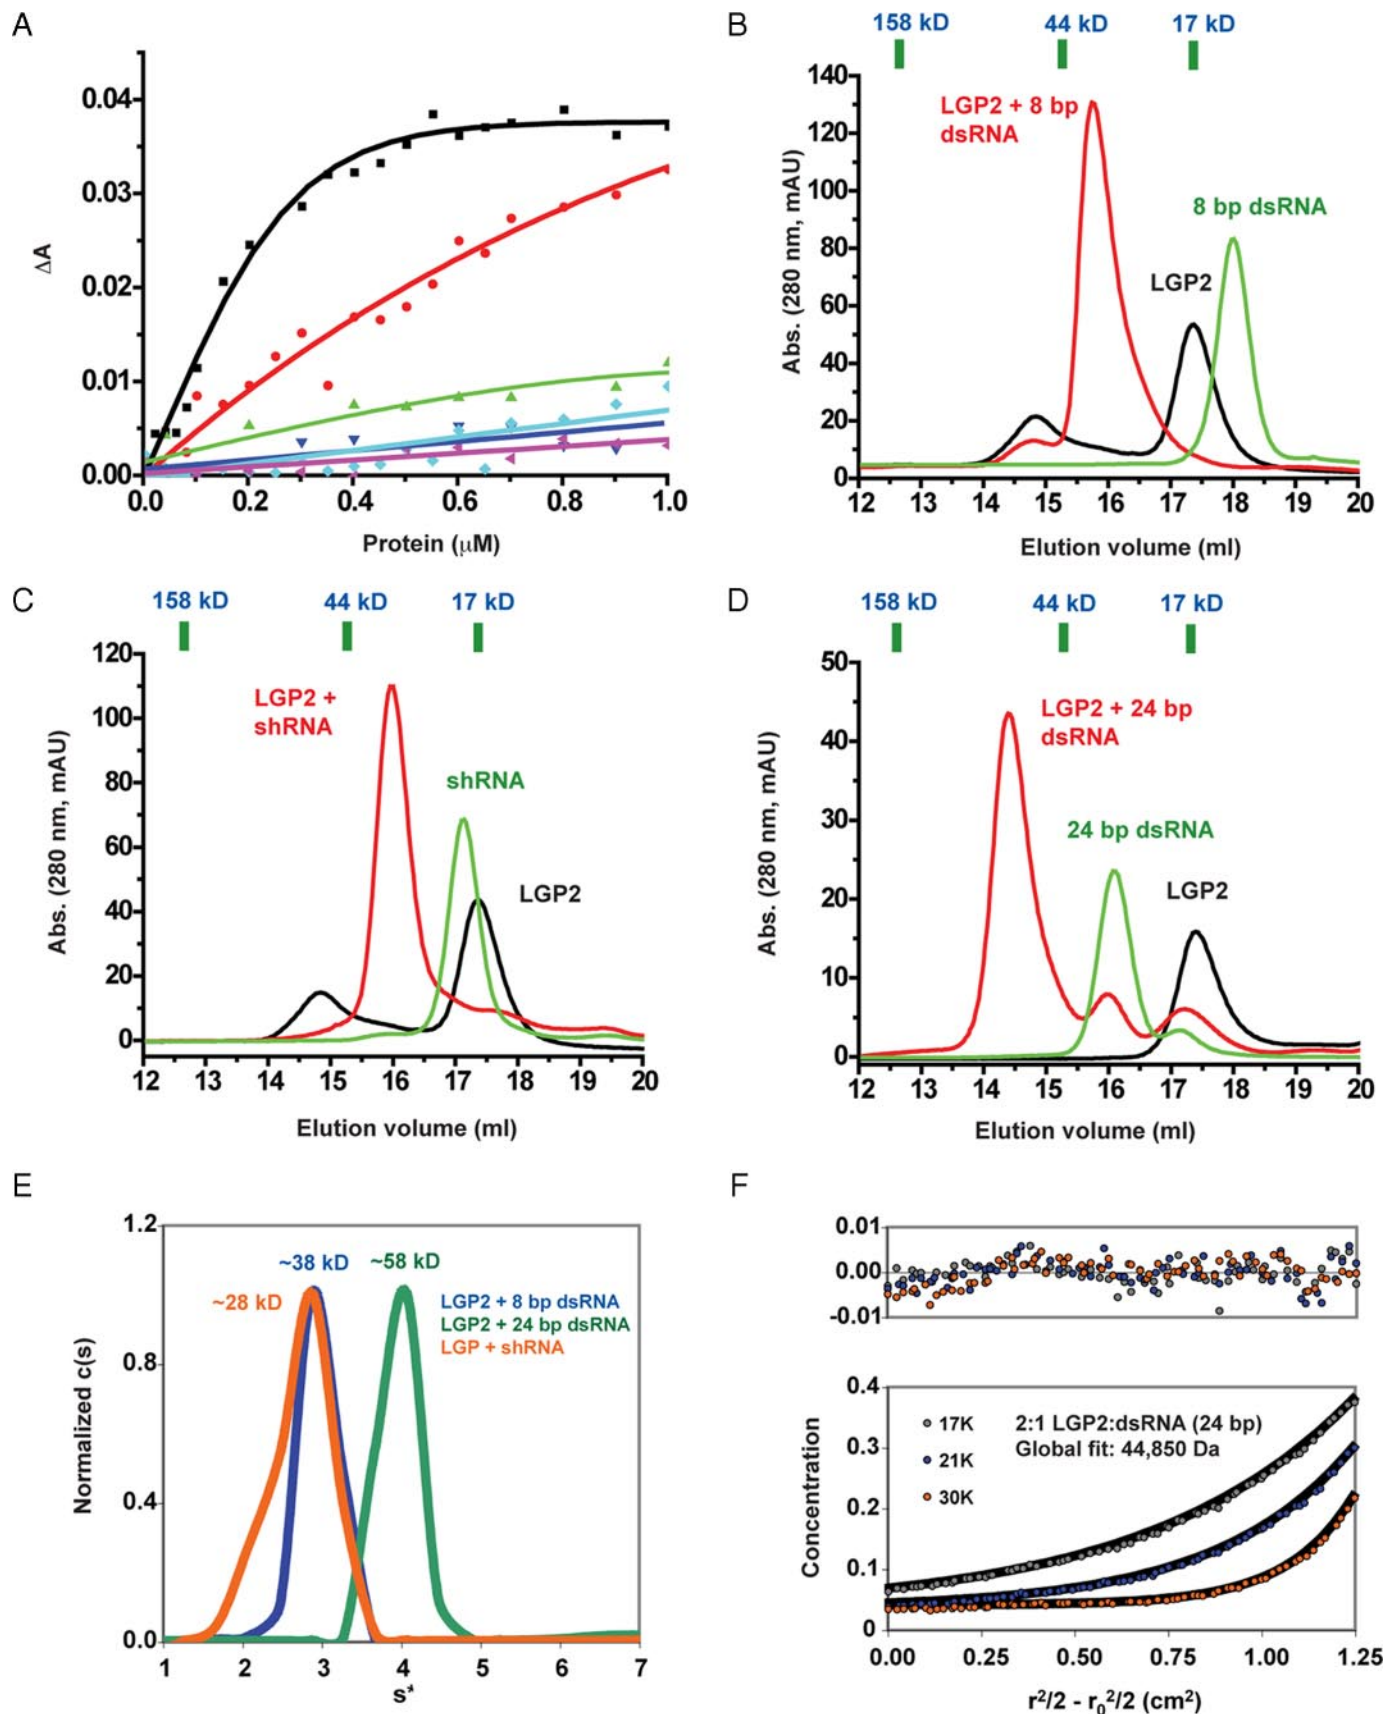 A
0.04
0.03
0.02
0.01
0.00
ΔA
0.0 0.2 0.4 0.6 0.8 1.0
Protein (μM)
B
158 kD 44 kD 17 kD
140
120
100
80
60
40
20
0
Abs. (280 nm, mAU)
LGP2 + 8 bp
dsRNA
8 bp dsRNA
LGP2
12 13 14 15 16 17 18 19 20
Elution volume (ml)
C
158 kD 44 kD 17 kD
120
100
80
60
40
20
0
Abs. (280 nm, mAU)
LGP2 +
shRNA
shRNA
LGP2
12 13 14 15 16 17 18 19 20
Elution volume (ml)
D
158 kD 44 kD 17 kD
50
40
30
20
10
0
Abs. (280 nm, mAU)
LGP2 + 24 bp
dsRNA
24 bp dsRNA
LGP2
12 13 14 15 16 17 18 19 20
Elution volume (ml)
E
1.2
0.8
0.4
0.0
Normalized c(s)
~38 kD ~58 kD
~28 kD
LGP2 + 8 bp dsRNA
LGP2 + 24 bp dsRNA
LGP + shRNA
1 2 3 4 5 6 7
s*
F
0.01
0.00
-0.01
0.4
0.3
0.2
0.1
0
Concentration
17K
21K
30K
2:1 LGP2:dsRNA (24 bp)
Global fit: 44,850 Da
0.00 0.25 0.50 0.75 1.00 1.25
r²/2 - r₀²/2 (cm²)